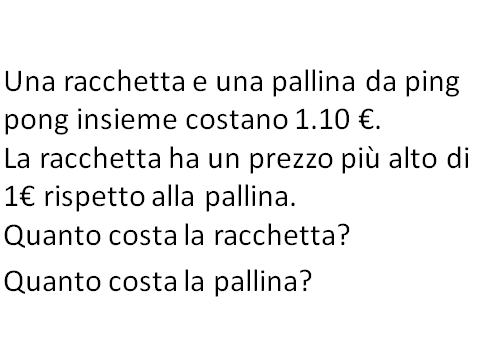 Una racchetta e una pallina da ping
pong insieme costano 1.10 €.
La racchetta ha un prezzo più alto di
1€ rispetto alla pallina.
Quanto costa la racchetta?
Quanto costa la pallina?